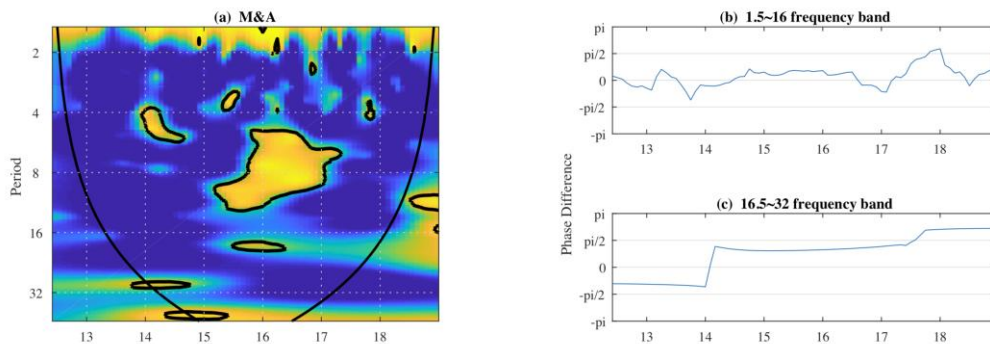 (a) M&A
Period
2
4
8
16
32
13 14 15 16 17 18
Phase Difference
(b) 1.5~16 frequency band
pi
pi/2
0
-pi/2
-pi
13 14 15 16 17 18
(c) 16.5~32 frequency band
pi
pi/2
0
-pi/2
-pi
13 14 15 16 17 18